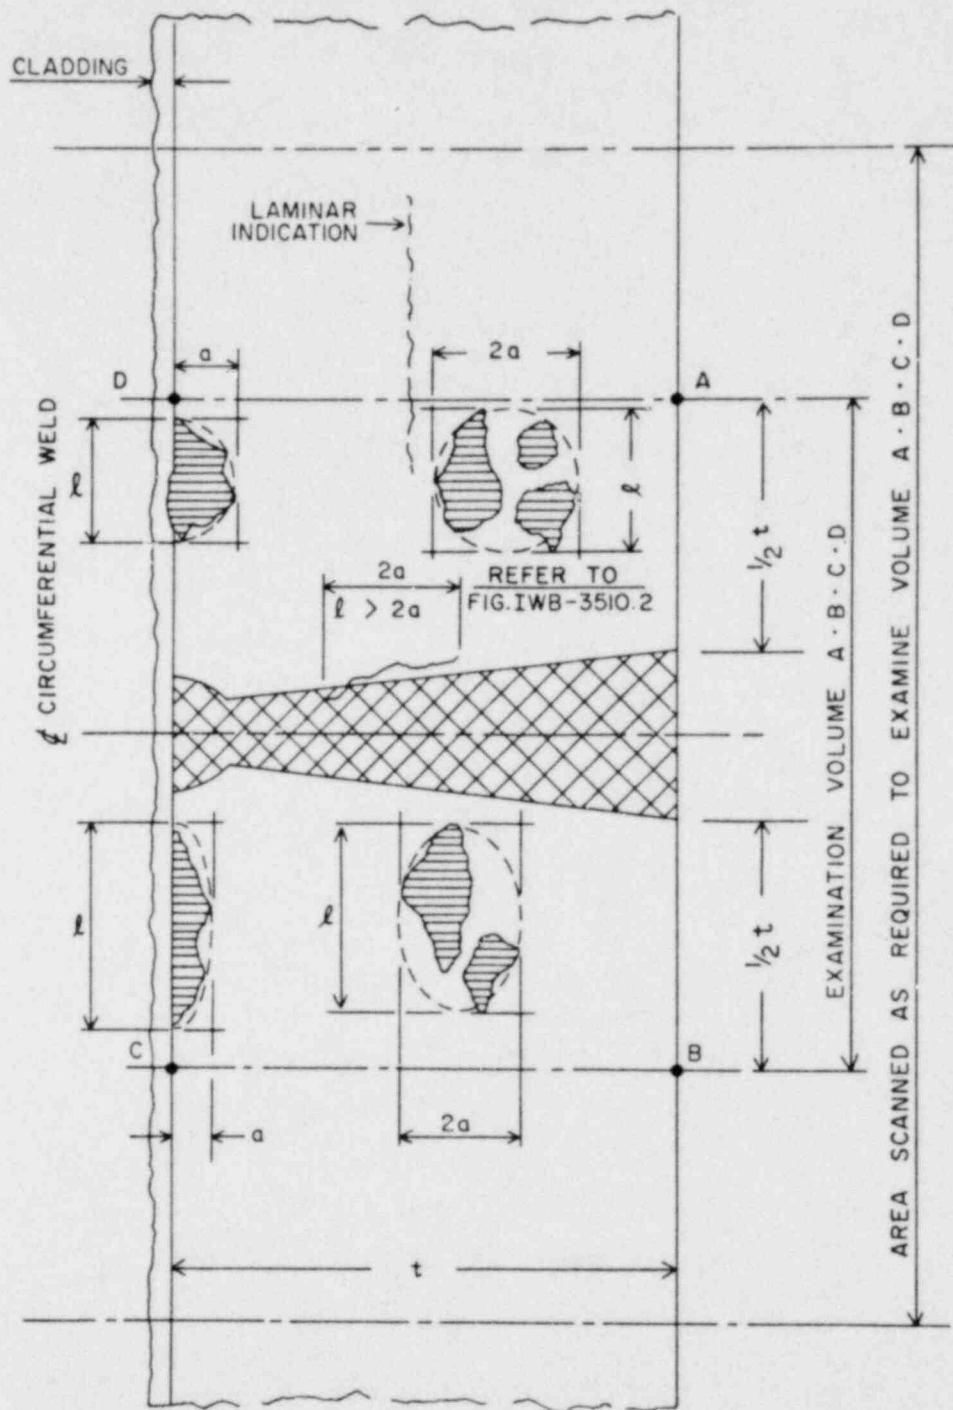 CLADDING
LAMINAR
INDICATION
a
2a
D
A
ℓ
ℓ
½ t
2a
ℓ > 2a
REFER TO
FIG.IWB-3510.2
℄ CIRCUMFERENTIAL WELD
EXAMINATION VOLUME A·B·C·D
AREA SCANNED AS REQUIRED TO EXAMINE VOLUME A·B·C·D
ℓ
ℓ
½ t
C
B
a
2a
t